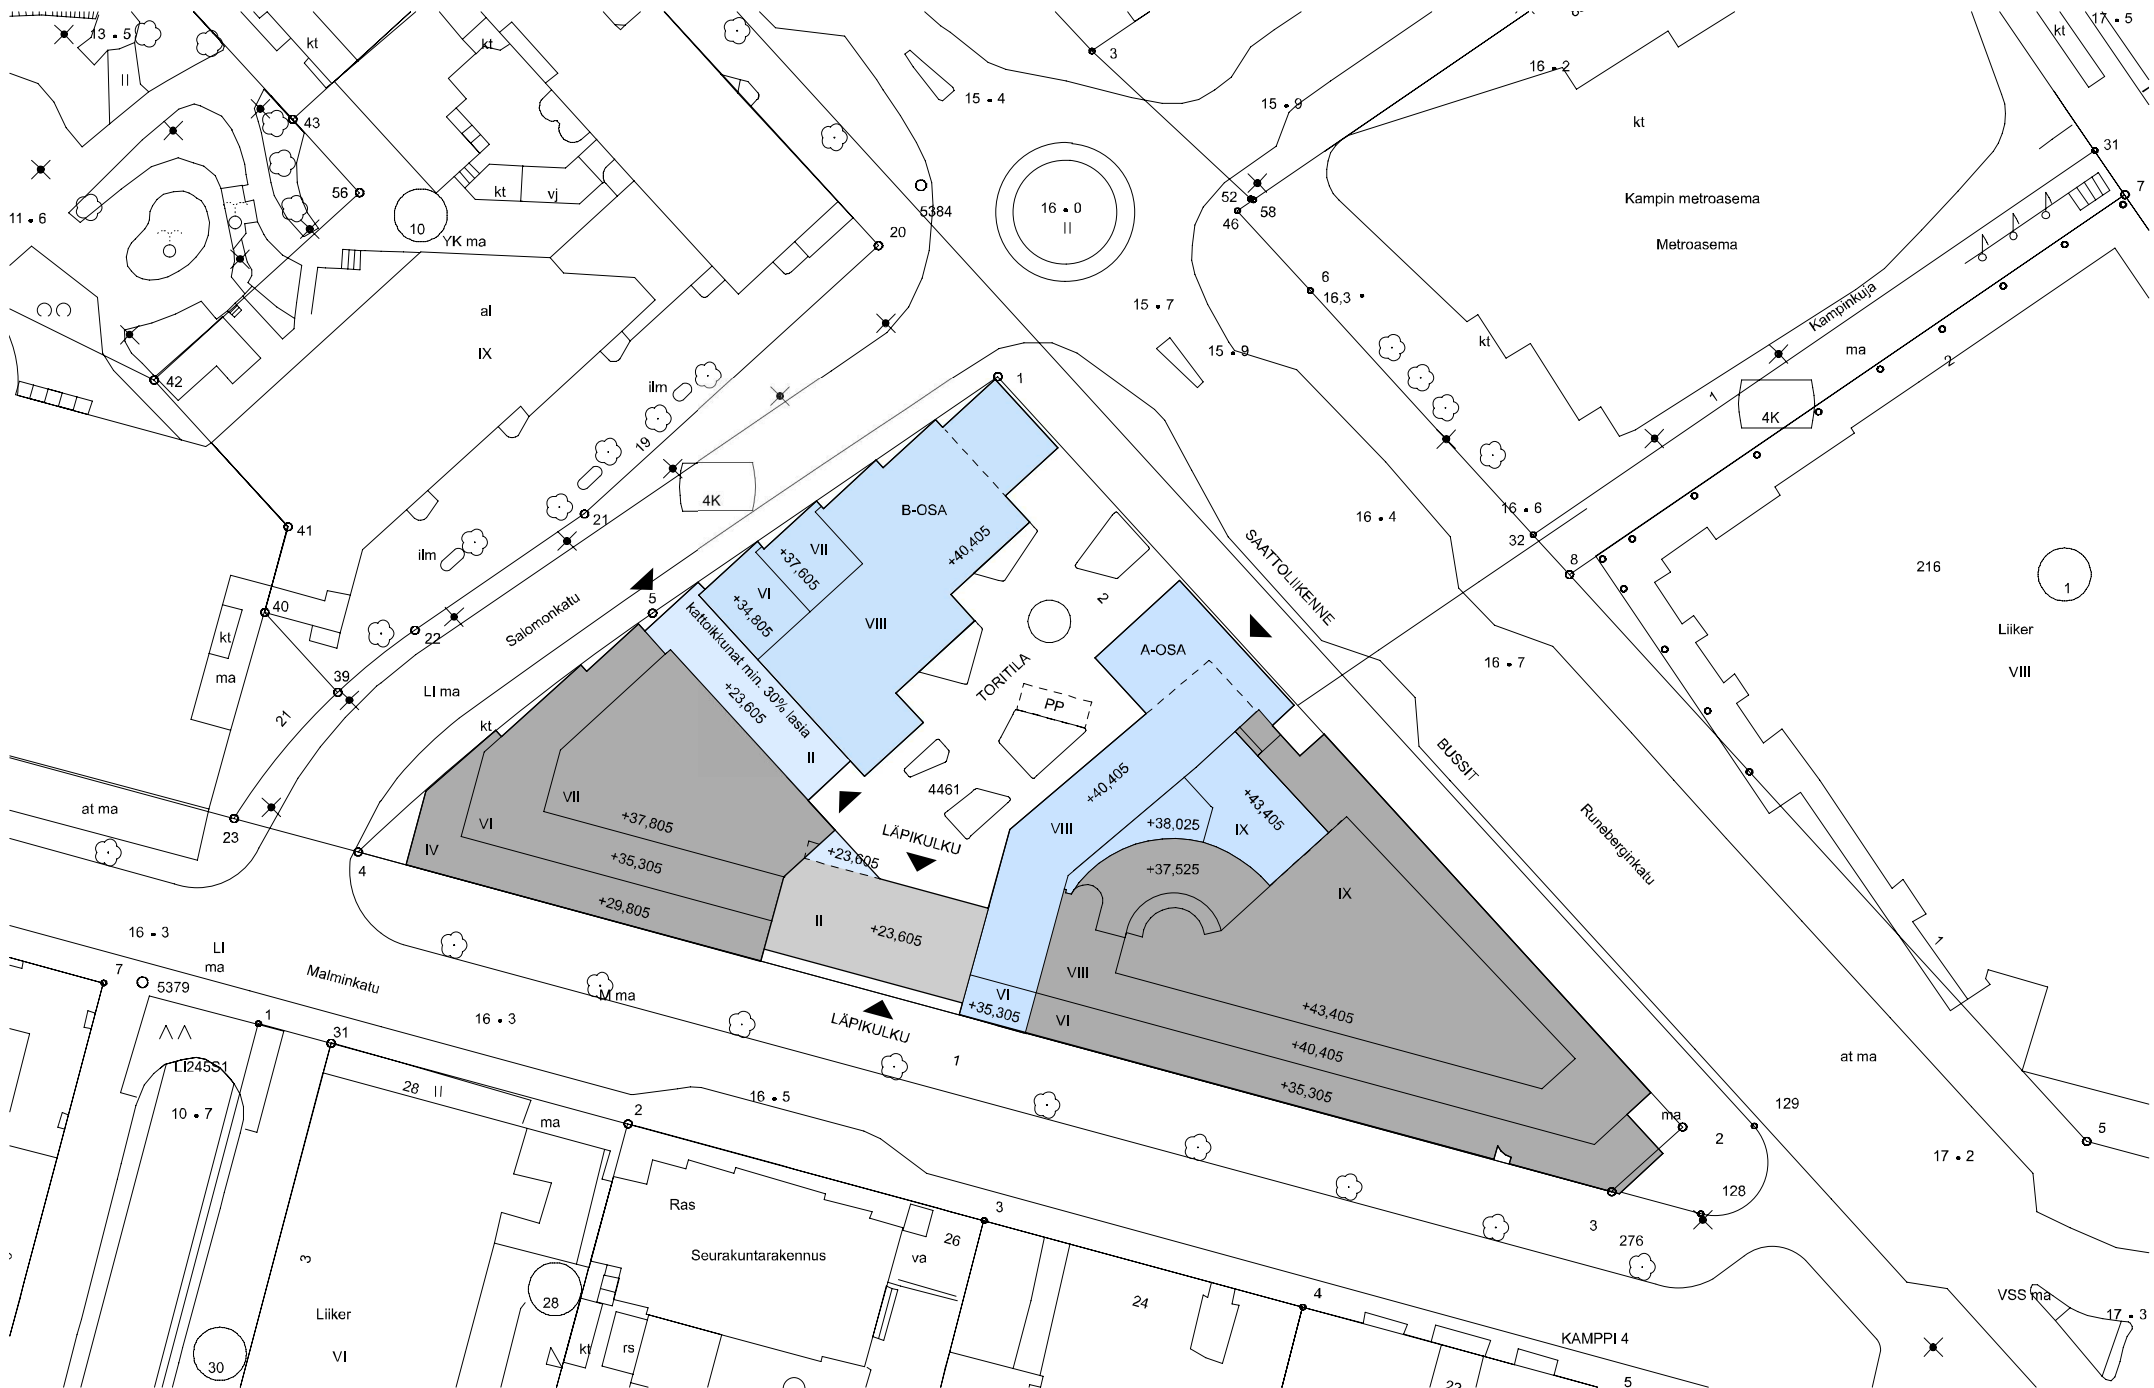 13 . 5
kt
kt
3
17 - 5
kt
II
16 . 2
15 - 4
15 . 9
43
kt
31
56
kt
vj
Kampin metroasema
7
11 . 6
5384
16 . 0
II
52
58
46
10
YK ma
20
Metroasema
6
16,3
al
15 . 7
Kampinkuja
IX
15 . 9
kt
ma
2
42
ilm
1
1
4K
19
4K
B-OSA
21
16 . 4
16 . 6
41
VII
+37,605
+40,405
SAATTOLIIKENNE
32
ilm
8
216
1
VI
+34,805
2
40
Salomonkatu
5
kattoikkunat min. 30% lasia
+23,605
VIII
Liiker
kt
22
A-OSA
16 . 7
VIII
ma
39
LI ma
TORITILA
21
PP
kt
II
BUSSIT
+40,405
4461
+43,405
at ma
VII
+37,805
VI
VIII
+38,025
IX
Runeberginkatu
23
IV
LÄPIKULKU
+23,605
4
+35,305
+37,525
IX
+29,805
II
+23,605
16 - 3
LI
ma
1
7
5379
Malminkatu
VIII
M ma
VI
+35,305
+43,405
1
31
16 - 3
LÄPIKULKU
VI
+40,405
1
at ma
LI245S1
28
II
16 . 5
+35,305
10 . 7
2
ma
ma
2
129
5
17 . 2
Ras
128
3
3
26
276
Seurakuntarakennus
va
3
28
24
4
VSS ma
17 . 3
Liiker
KAMPPI 4
VI
kt
rs
30
5